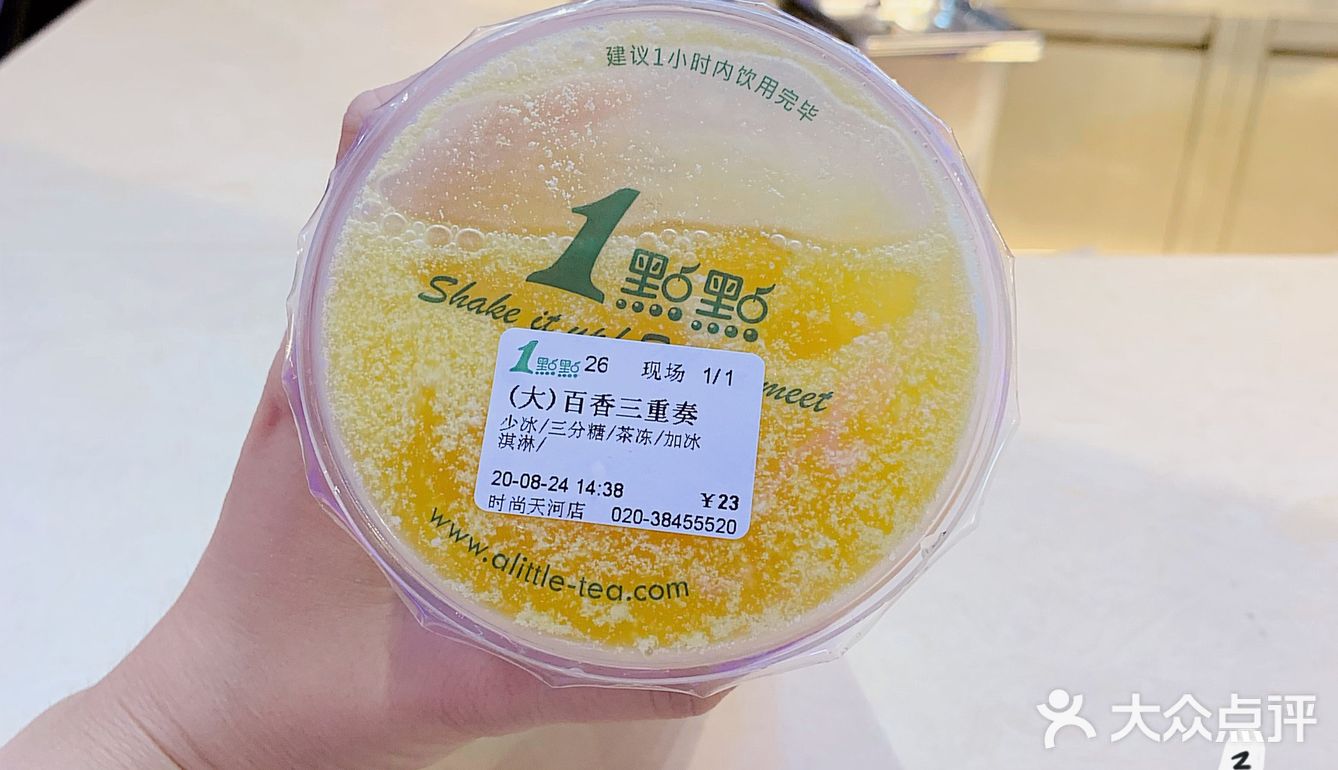 建议1小时内饮用完毕
1點點
Shake it up!
meet
1點點 26 现场 1/1
(大)百香三重奏
少冰/三分糖/茶冻/加冰
淇淋/
20-08-24 14:38 ¥23
时尚天河店 020-38455520
www.alittle-tea.com
大众点评
2